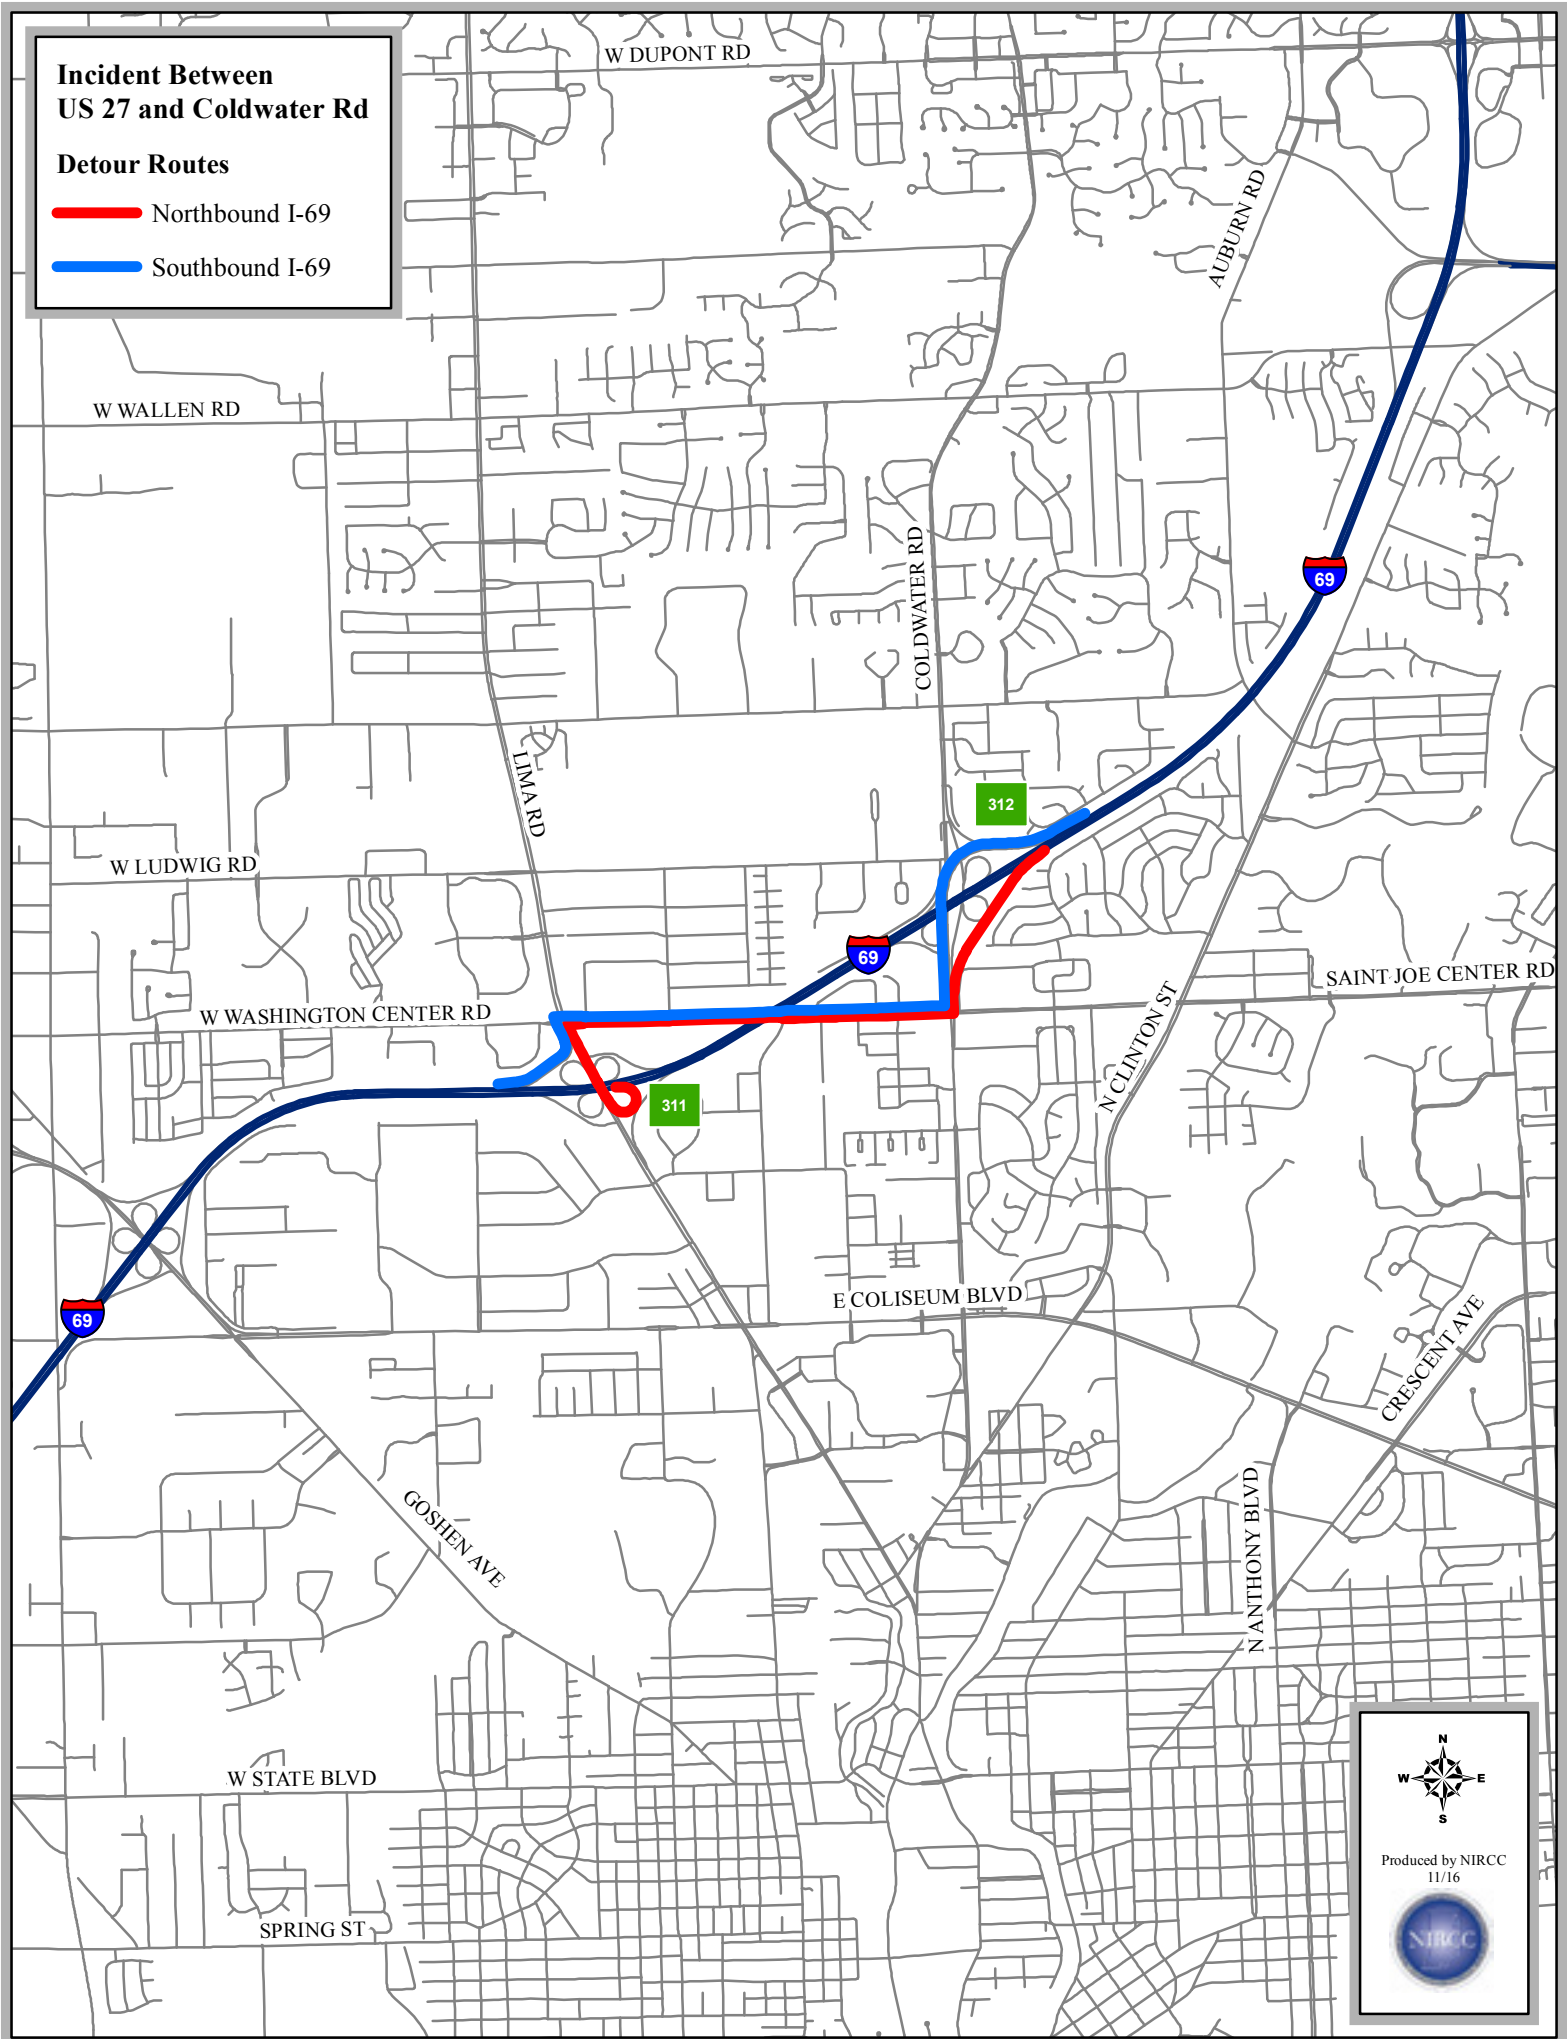 Incident Between
US 27 and Coldwater Rd
Detour Routes
Northbound I-69
Southbound I-69
W DUPONT RD
AUBURN RD
W WALLEN RD
COLDWATER RD
69
LIMA RD
312
W LUDWIG RD
69
SAINT JOE CENTER RD
W WASHINGTON CENTER RD
N CLINTON ST
311
E COLISEUM BLVD
69
CRESCENT AVE
GOSHEN AVE
N ANTHONY BLVD
W STATE BLVD
SPRING ST
N
W E
S
Produced by NIRCC
11/16
NIRCC